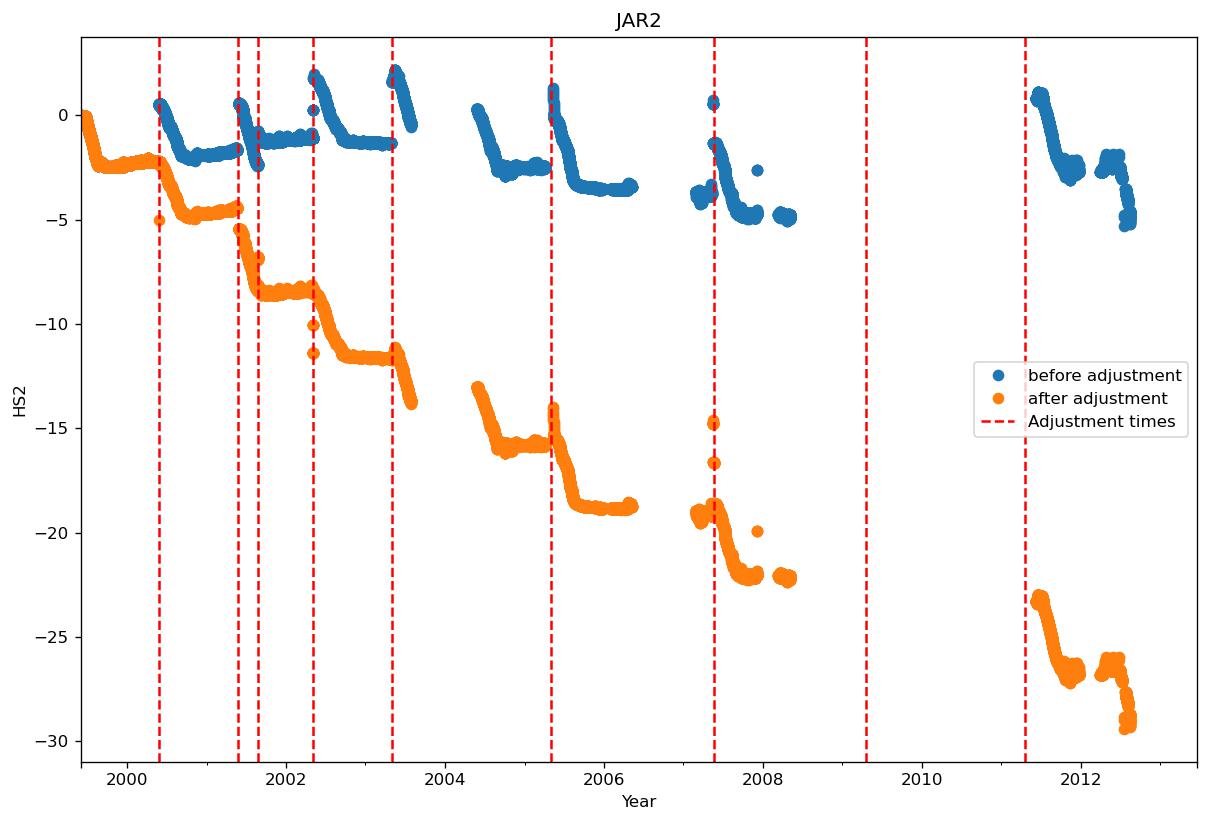 JAR2
HS2
0
−5
−10
−15
−20
−25
−30
before adjustment
after adjustment
Adjustment times
2000 2002 2004 2006 2008 2010 2012
Year